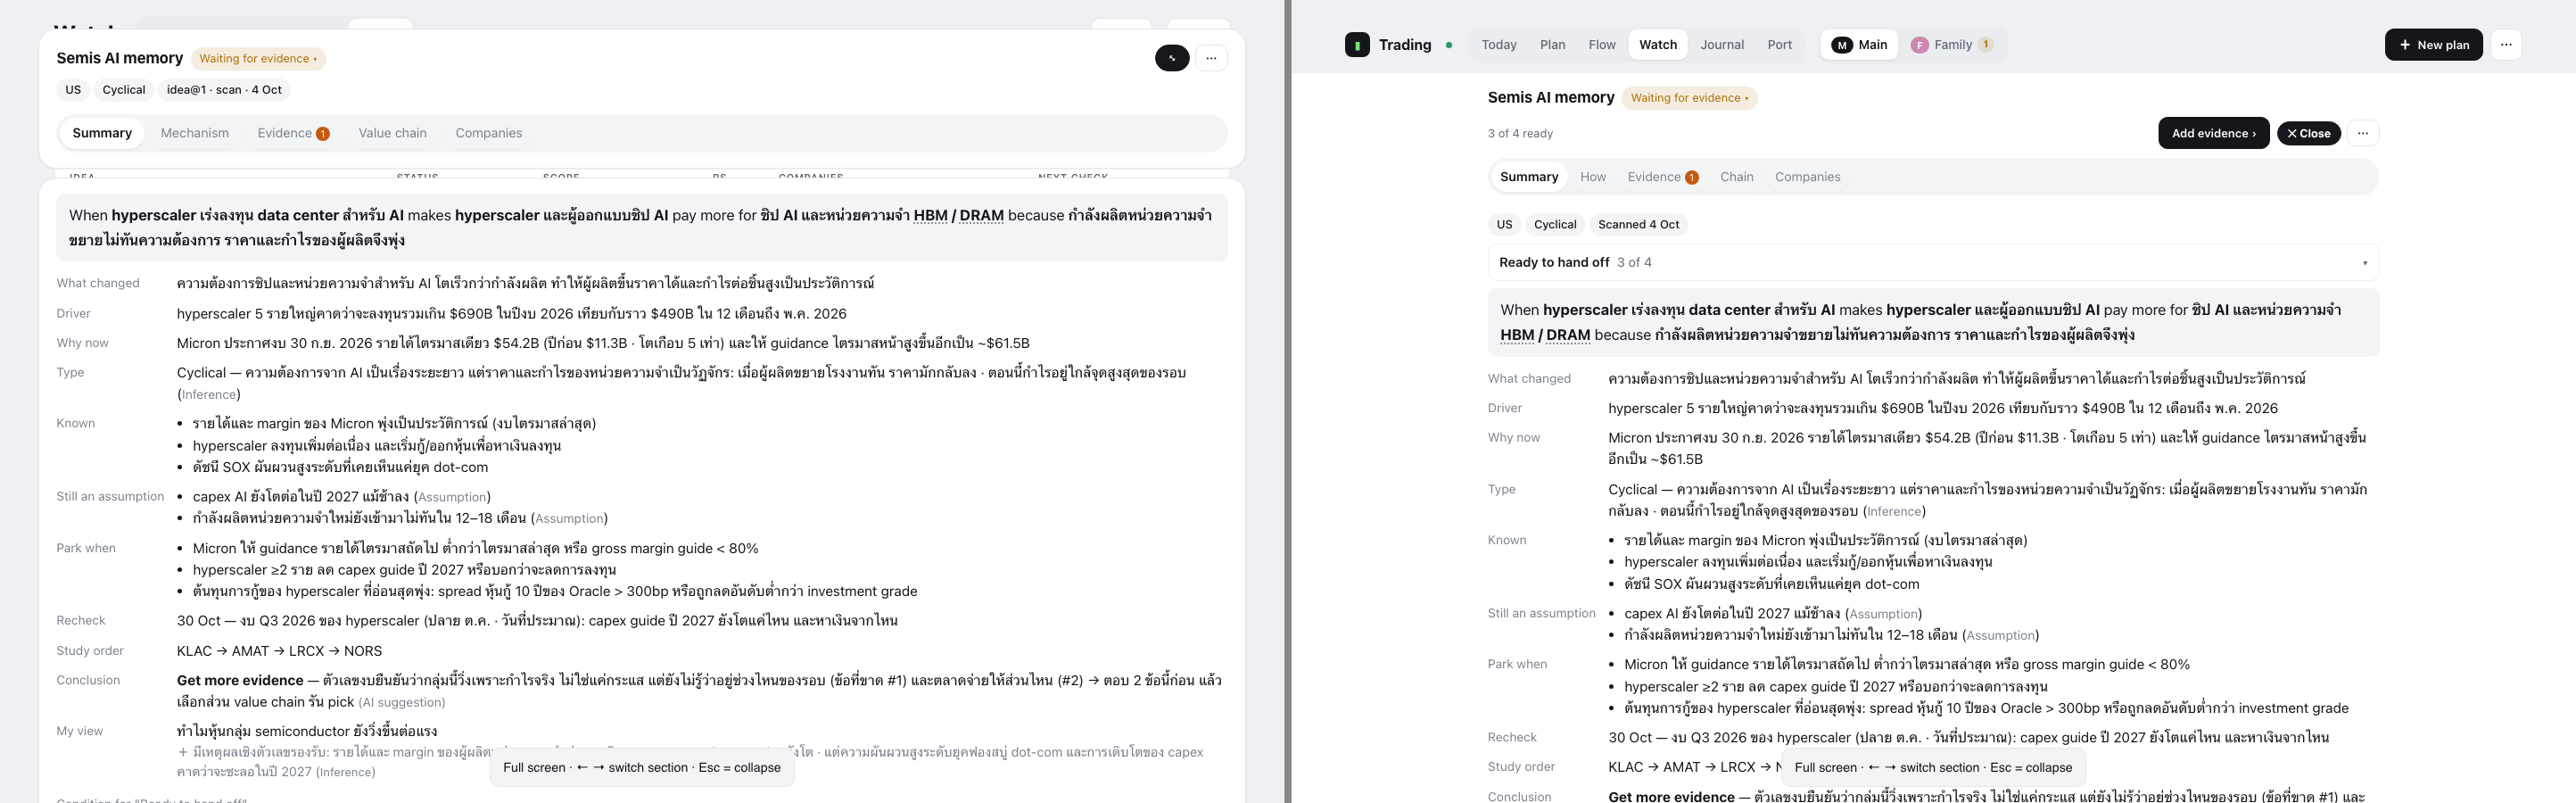 Semis AI memory Waiting for evidence
US Cyclical idea@1 · scan · 4 Oct
Summary Mechanism Evidence 1 Value chain Companies
When hyperscaler เร่งลงทุน data center สำหรับ AI makes hyperscaler และผู้ออกแบบชิป AI pay more for ชิป AI และหน่วยความจำ HBM / DRAM because กำลังผลิตหน่วยความจำ
ขยายไม่ทันความต้องการ ราคาและกำไรของผู้ผลิตจึงพุ่ง
What changed ความต้องการชิปและหน่วยความจำสำหรับ AI โตเร็วกว่ากำลังผลิต ทำให้ผู้ผลิตขึ้นราคาได้และกำไรต่อชิ้นสูงเป็นประวัติการณ์
Driver hyperscaler 5 รายใหญ่คาดว่าจะลงทุนรวมเกิน $690B ในปีงบ 2026 เทียบกับราว $490B ใน 12 เดือนถึง พ.ค. 2026
Why now Micron ประกาศงบ 30 ก.ย. 2026 รายได้ไตรมาสเดียว $54.2B (ปีก่อน $11.3B · โตเกือบ 5 เท่า) และให้ guidance ไตรมาสหน้าสูงขึ้นอีกเป็น ~$61.5B
Type Cyclical — ความต้องการจาก AI เป็นเรื่องระยะยาว แต่ราคาและกำไรของหน่วยความจำเป็นวัฏจักร: เมื่อผู้ผลิตขยายโรงงานทัน ราคามักกลับลง · ตอนนี้กำไรอยู่ใกล้จุดสูงสุดของรอบ
(Inference)
Known • รายได้และ margin ของ Micron พุ่งเป็นประวัติการณ์ (งบไตรมาสล่าสุด)
• hyperscaler ลงทุนเพิ่มต่อเนื่อง และเริ่มกู้/ออกหุ้นเพื่อหาเงินลงทุน
• ดัชนี SOX ผันผวนสูงระดับที่เคยเห็นแค่ยุค dot-com
Still an assumption • capex AI ยังโตต่อในปี 2027 แม้ช้าลง (Assumption)
• กำลังผลิตหน่วยความจำใหม่ยังเข้ามาไม่ทันใน 12–18 เดือน (Assumption)
Park when • Micron ให้ guidance รายได้ไตรมาสถัดไป ต่ำกว่าไตรมาสล่าสุด หรือ gross margin guide < 80%
• hyperscaler ≥2 ราย ลด capex guide ปี 2027 หรือบอกว่าจะลดการลงทุน
• ต้นทุนการกู้ของ hyperscaler ที่อ่อนสุดพุ่ง: spread หุ้นกู้ 10 ปีของ Oracle > 300bp หรือถูกลดอันดับต่ำกว่า investment grade
Recheck 30 Oct — งบ Q3 2026 ของ hyperscaler (ปลาย ต.ค. · วันที่ประมาณ): capex guide ปี 2027 ยังโตแค่ไหน และหาเงินจากไหน
Study order KLAC → AMAT → LRCX → NORS
Conclusion Get more evidence — ตัวเลขงบยืนยันว่ากลุ่มนี้วิ่งเพราะกำไรจริง ไม่ใช่แค่กระแส แต่ยังไม่รู้ว่าอยู่ช่วงไหนของรอบ (ข้อที่ขาด #1) และตลาดจ่ายให้ส่วนไหน (#2) → ตอบ 2 ข้อนี้ก่อน แล้ว
เลือกส่วน value chain รัน pick (AI suggestion)
My view ทำไมหุ้นกลุ่ม semiconductor ยังวิ่งขึ้นต่อแรง
+ มีเหตุผลเชิงตัวเลขรองรับ: รายได้และ margin ของผู้ผลิต โต · แต่ความผันผวนสูงระดับยุคฟองสบู่ dot-com และการเติบโตของ capex
คาดว่าจะชะลอในปี 2027 (Inference)
Full screen · ← → switch section · Esc = collapse
Trading Today Plan Flow Watch Journal Port M Main F Family 1 + New plan
Semis AI memory Waiting for evidence
3 of 4 ready Add evidence › Close
Summary How Evidence 1 Chain Companies
US Cyclical Scanned 4 Oct
Ready to hand off 3 of 4
When hyperscaler เร่งลงทุน data center สำหรับ AI makes hyperscaler และผู้ออกแบบชิป AI pay more for ชิป AI และหน่วยความจำ
HBM / DRAM because กำลังผลิตหน่วยความจำขยายไม่ทันความต้องการ ราคาและกำไรของผู้ผลิตจึงพุ่ง
What changed ความต้องการชิปและหน่วยความจำสำหรับ AI โตเร็วกว่ากำลังผลิต ทำให้ผู้ผลิตขึ้นราคาได้และกำไรต่อชิ้นสูงเป็นประวัติการณ์
Driver hyperscaler 5 รายใหญ่คาดว่าจะลงทุนรวมเกิน $690B ในปีงบ 2026 เทียบกับราว $490B ใน 12 เดือนถึง พ.ค. 2026
Why now Micron ประกาศงบ 30 ก.ย. 2026 รายได้ไตรมาสเดียว $54.2B (ปีก่อน $11.3B · โตเกือบ 5 เท่า) และให้ guidance ไตรมาสหน้าสูงขึ้น
อีกเป็น ~$61.5B
Type Cyclical — ความต้องการจาก AI เป็นเรื่องระยะยาว แต่ราคาและกำไรของหน่วยความจำเป็นวัฏจักร: เมื่อผู้ผลิตขยายโรงงานทัน ราคามัก
กลับลง · ตอนนี้กำไรอยู่ใกล้จุดสูงสุดของรอบ (Inference)
Known • รายได้และ margin ของ Micron พุ่งเป็นประวัติการณ์ (งบไตรมาสล่าสุด)
• hyperscaler ลงทุนเพิ่มต่อเนื่อง และเริ่มกู้/ออกหุ้นเพื่อหาเงินลงทุน
• ดัชนี SOX ผันผวนสูงระดับที่เคยเห็นแค่ยุค dot-com
Still an assumption • capex AI ยังโตต่อในปี 2027 แม้ช้าลง (Assumption)
• กำลังผลิตหน่วยความจำใหม่ยังเข้ามาไม่ทันใน 12–18 เดือน (Assumption)
Park when • Micron ให้ guidance รายได้ไตรมาสถัดไป ต่ำกว่าไตรมาสล่าสุด หรือ gross margin guide < 80%
• hyperscaler ≥2 ราย ลด capex guide ปี 2027 หรือบอกว่าจะลดการลงทุน
• ต้นทุนการกู้ของ hyperscaler ที่อ่อนสุดพุ่ง: spread หุ้นกู้ 10 ปีของ Oracle > 300bp หรือถูกลดอันดับต่ำกว่า investment grade
Recheck 30 Oct — งบ Q3 2026 ของ hyperscaler (ปลาย ต.ค. · วันที่ประมาณ): capex guide ปี 2027 ยังโตแค่ไหน และหาเงินจากไหน
Study order KLAC → AMAT → LRCX →
Full screen · ← → switch section · Esc = collapse
Conclusion Get more evidence — ตัวเลขงบยืนยันว่ากลุ่มนี้วิ่งเพราะกำไรจริง ไม่ใช่แค่กระแส แต่ยังไม่รู้ว่าอยู่ช่วงไหนของรอบ (ข้อที่ขาด #1) และ